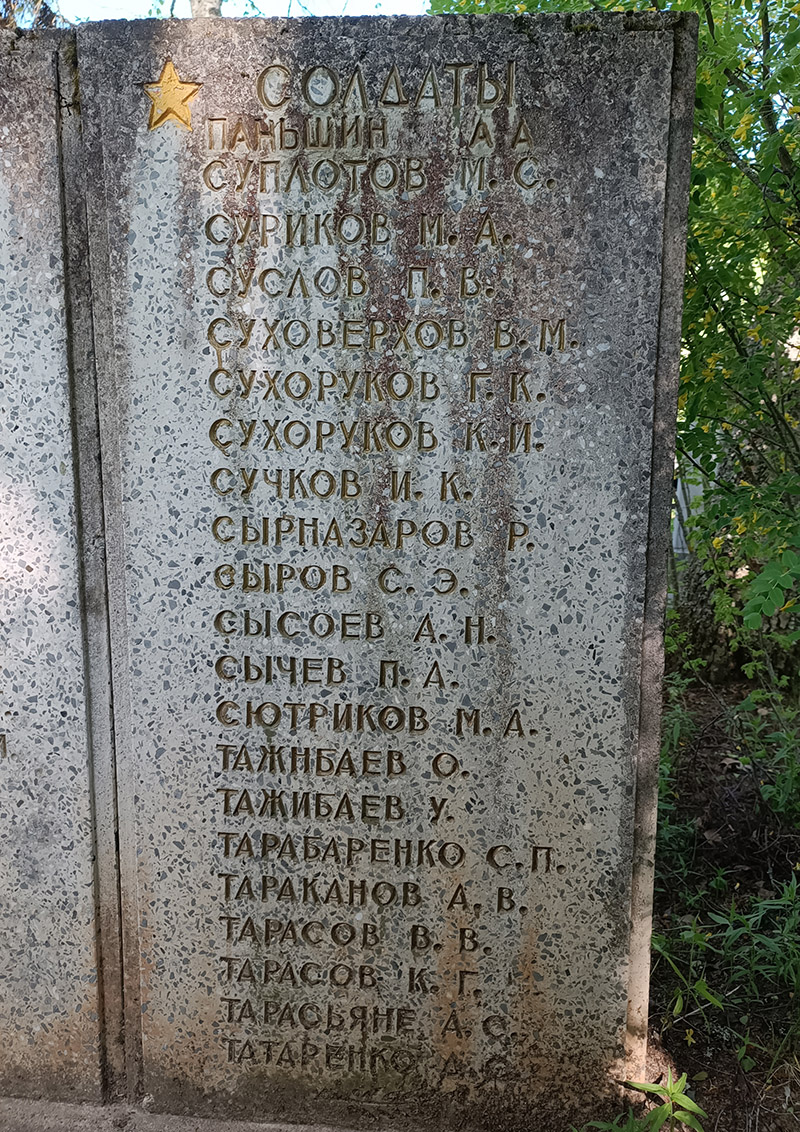 СОЛДАТЫ
ПАНЬШИН А А
СУПЛОТОВ М. С.
СУРИКОВ М. А.
СУСЛОВ П. В.
СУХОВЕРХОВ В. М.
СУХОРУКОВ Г. К.
СУХОРУКОВ К. И.
СУЧКОВ И. К.
СЫРНАЗАРОВ Р.
СЫРОВ С. Э.
СЫСОЕВ А. Н.
СЫЧЕВ П. А.
СЮТРИКОВ М. А.
ТАЖИБАЕВ О.
ТАЖИБАЕВ У.
ТАРАБАРЕНКО С. П.
ТАРАКАНОВ А. В.
ТАРАСОВ В. В.
ТАРАСОВ К. Г.
ТАРАСЬЯНЕ А. С.
ТАТАРЕНКО